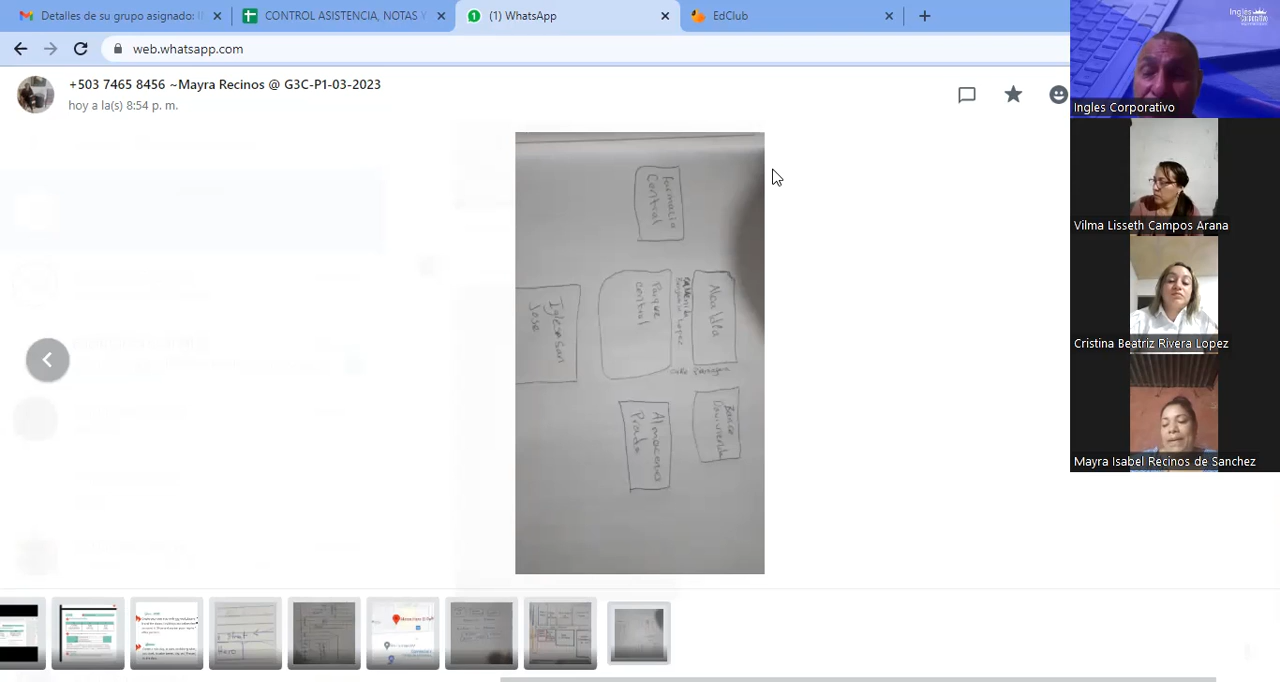 Detalles de su grupo asignado: I
CONTROL ASISTENCIA, NOTAS Y
(1) WhatsApp
EdClub
web.whatsapp.com
+503 7465 8456 ~Mayra Recinos @ G3C-P1-03-2023
hoy a la(s) 8:54 p. m.
Farmacia
Central
Parque
central
Alcaldia
Iglesia San
Jose
Almacenes
Prado
Banco
Ingles Corporativo
Vilma Lisseth Campos Arana
Cristina Beatriz Rivera Lopez
Mayra Isabel Recinos de Sanchez